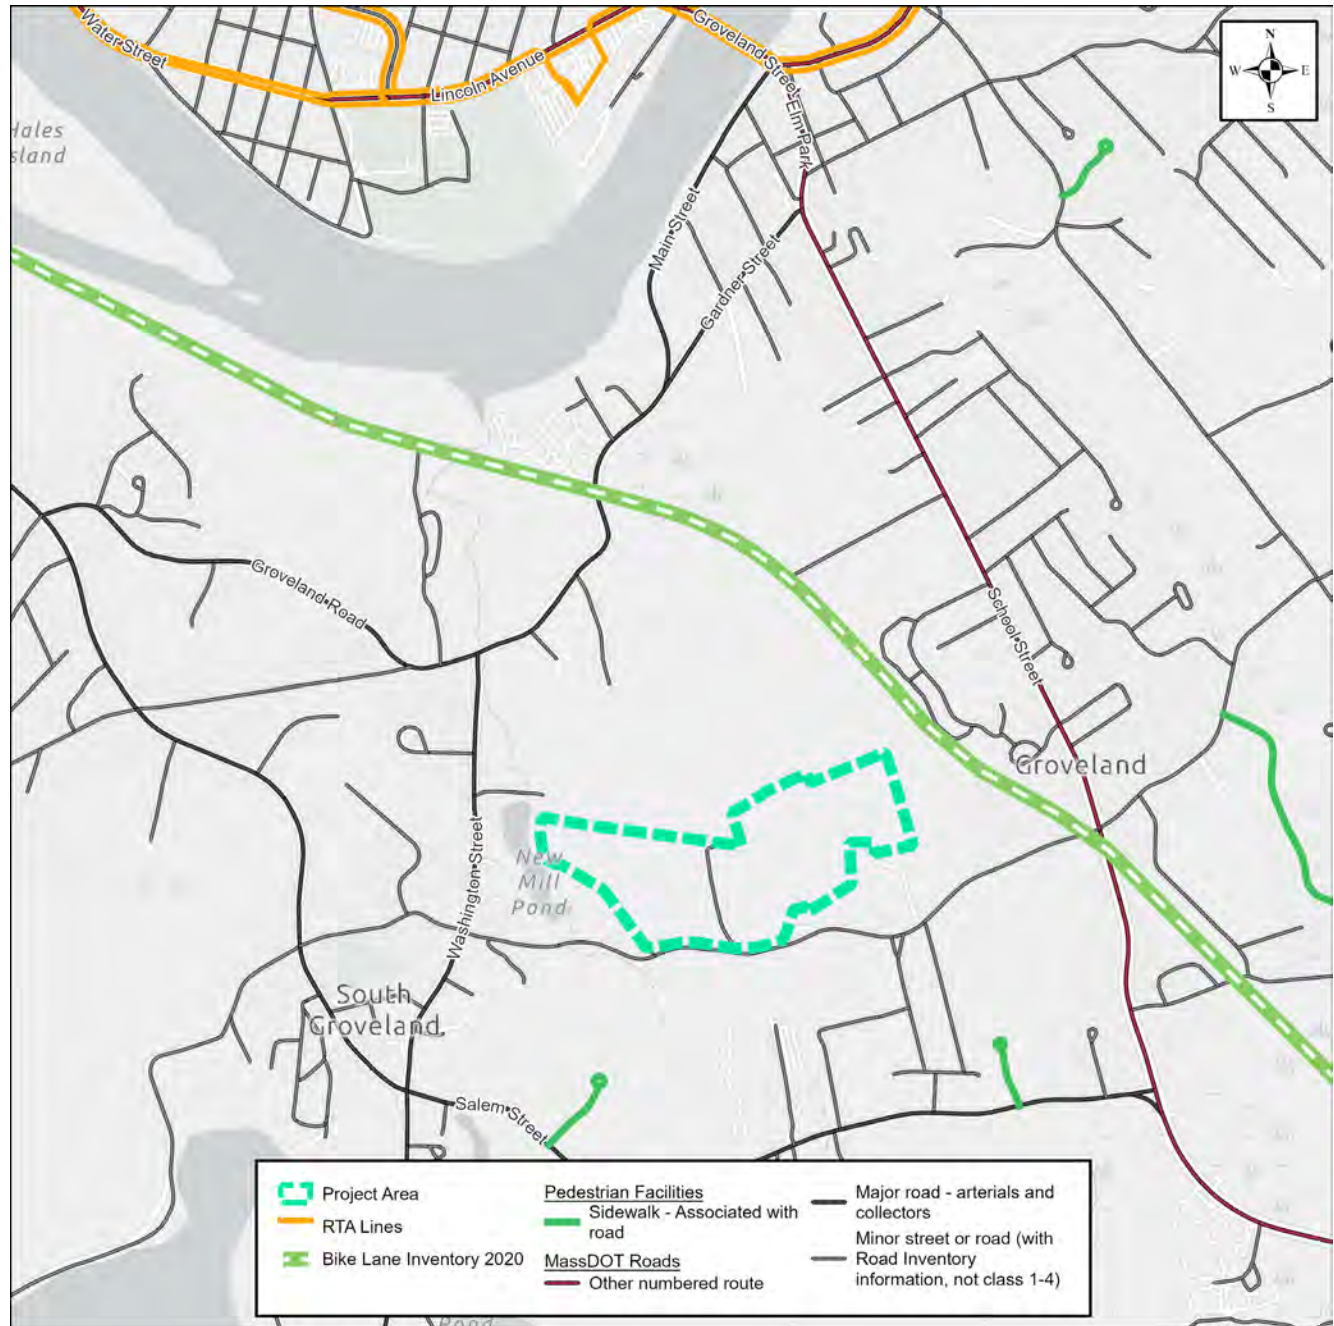 Water Street
Lincoln Avenue
Groveland Street
Elm Park
N
W
E
S
Hales
sland
Main Street
Gardner Street
Groveland Road
School Street
Groveland
Washington Street
New
Mill
Pond
South
Groveland
Salem Street
Project Area
RTA Lines
Bike Lane Inventory 2020
Pedestrian Facilities
Sidewalk - Associated with
road
MassDOT Roads
Other numbered route
Major road - arterials and
collectors
Minor street or road (with
Road Inventory
information, not class 1-4)
Pond